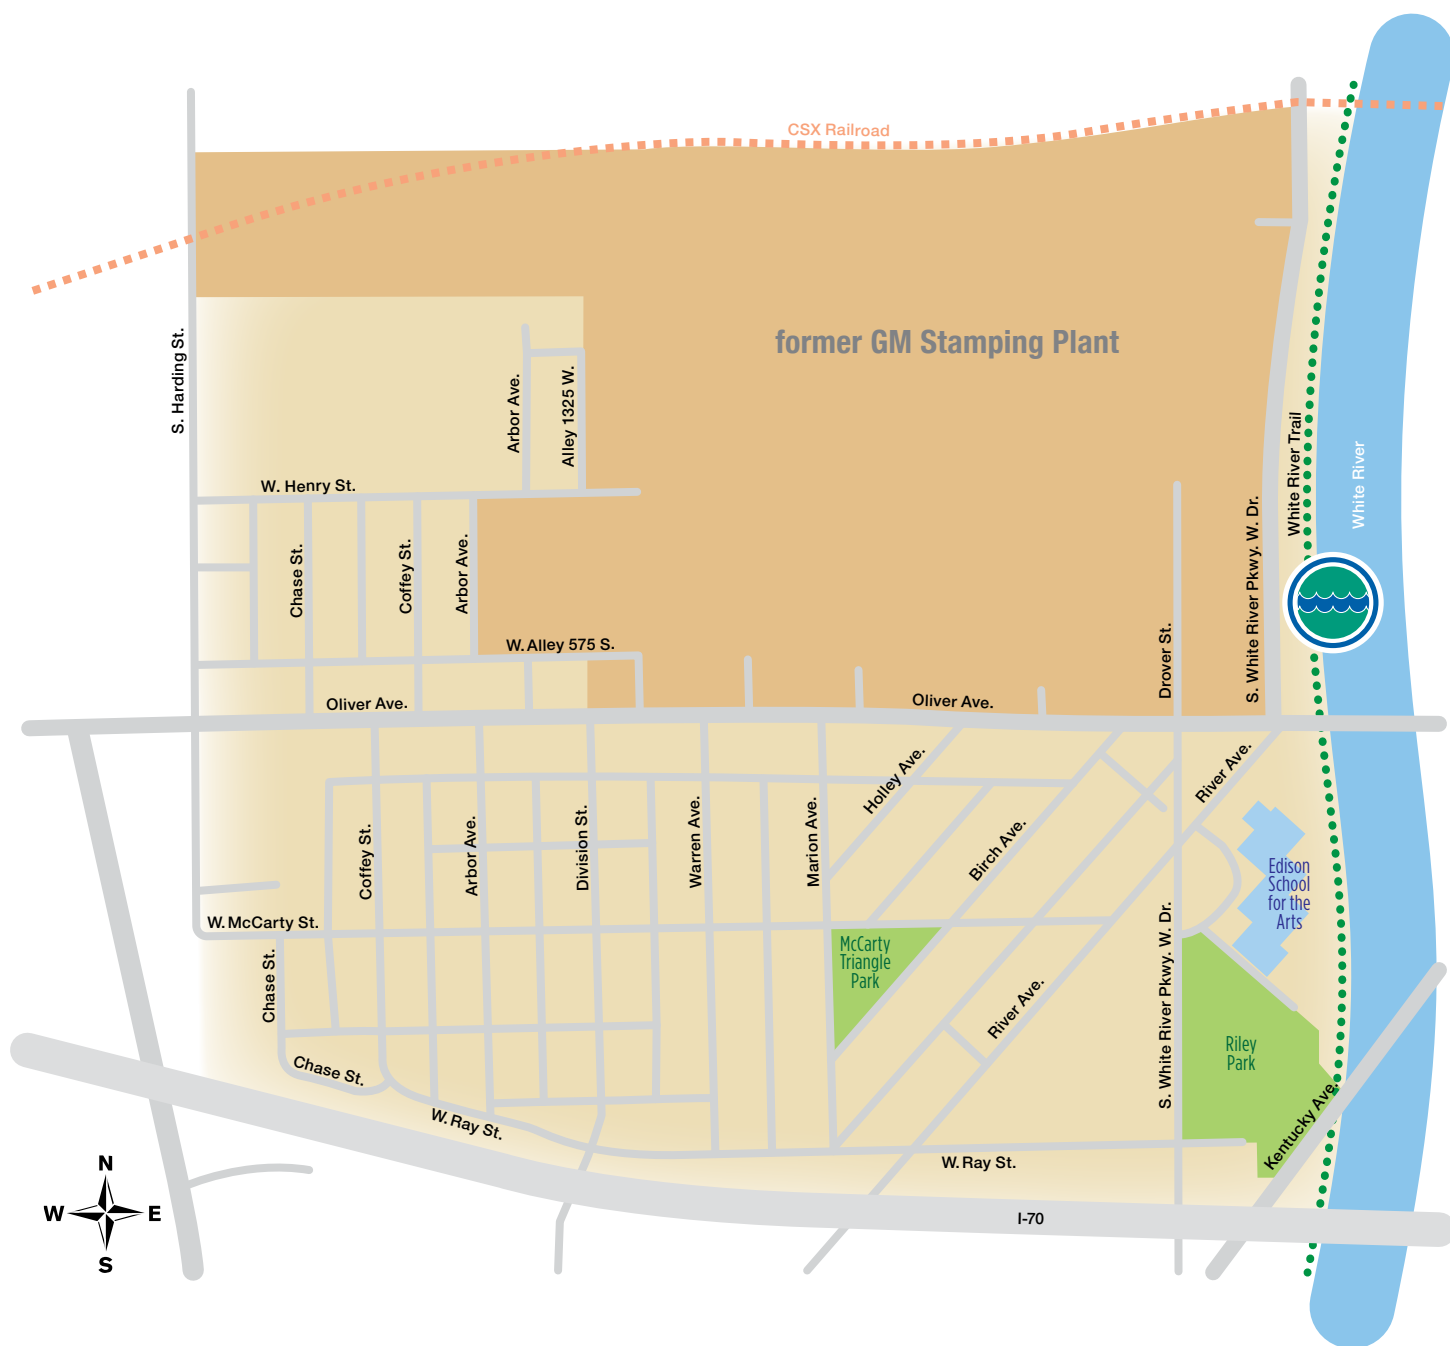 CSX Railroad
former GM Stamping Plant
S. Harding St.
Arbor Ave.
Alley 1325 W.
White River Trail
White River
W. Henry St.
Chase St.
Coffey St.
Arbor Ave.
S. White River Pkwy. W. Dr.
Drover St.
W. Alley 575 S.
Oliver Ave.
Oliver Ave.
Holley Ave.
River Ave.
Coffey St.
Arbor Ave.
Division St.
Warren Ave.
Marion Ave.
Birch Ave.
Edison
School
for the
Arts
W. McCarty St.
McCarty
Triangle
Park
Chase St.
River Ave.
S. White River Pkwy. W. Dr.
Riley
Park
Chase St.
W. Ray St.
Kentucky Ave.
W. Ray St.
I-70
N
W
E
S